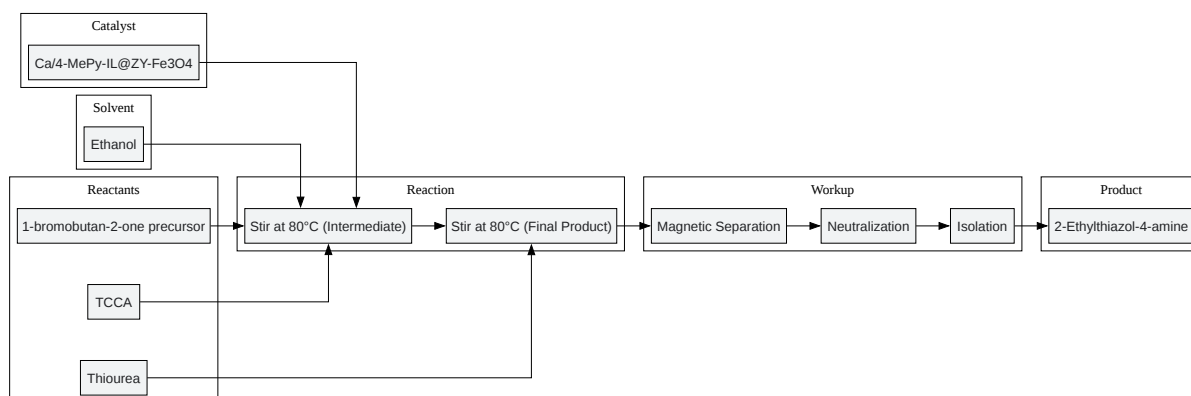 Catalyst
Ca/4-MePy-IL@ZY-Fe3O4
Solvent
Ethanol
Reactants
1-bromobutan-2-one precursor
TCCA
Thiourea
Reaction
Stir at 80°C (Intermediate)
Stir at 80°C (Final Product)
Workup
Magnetic Separation
Neutralization
Isolation
Product
2-Ethylthiazol-4-amine